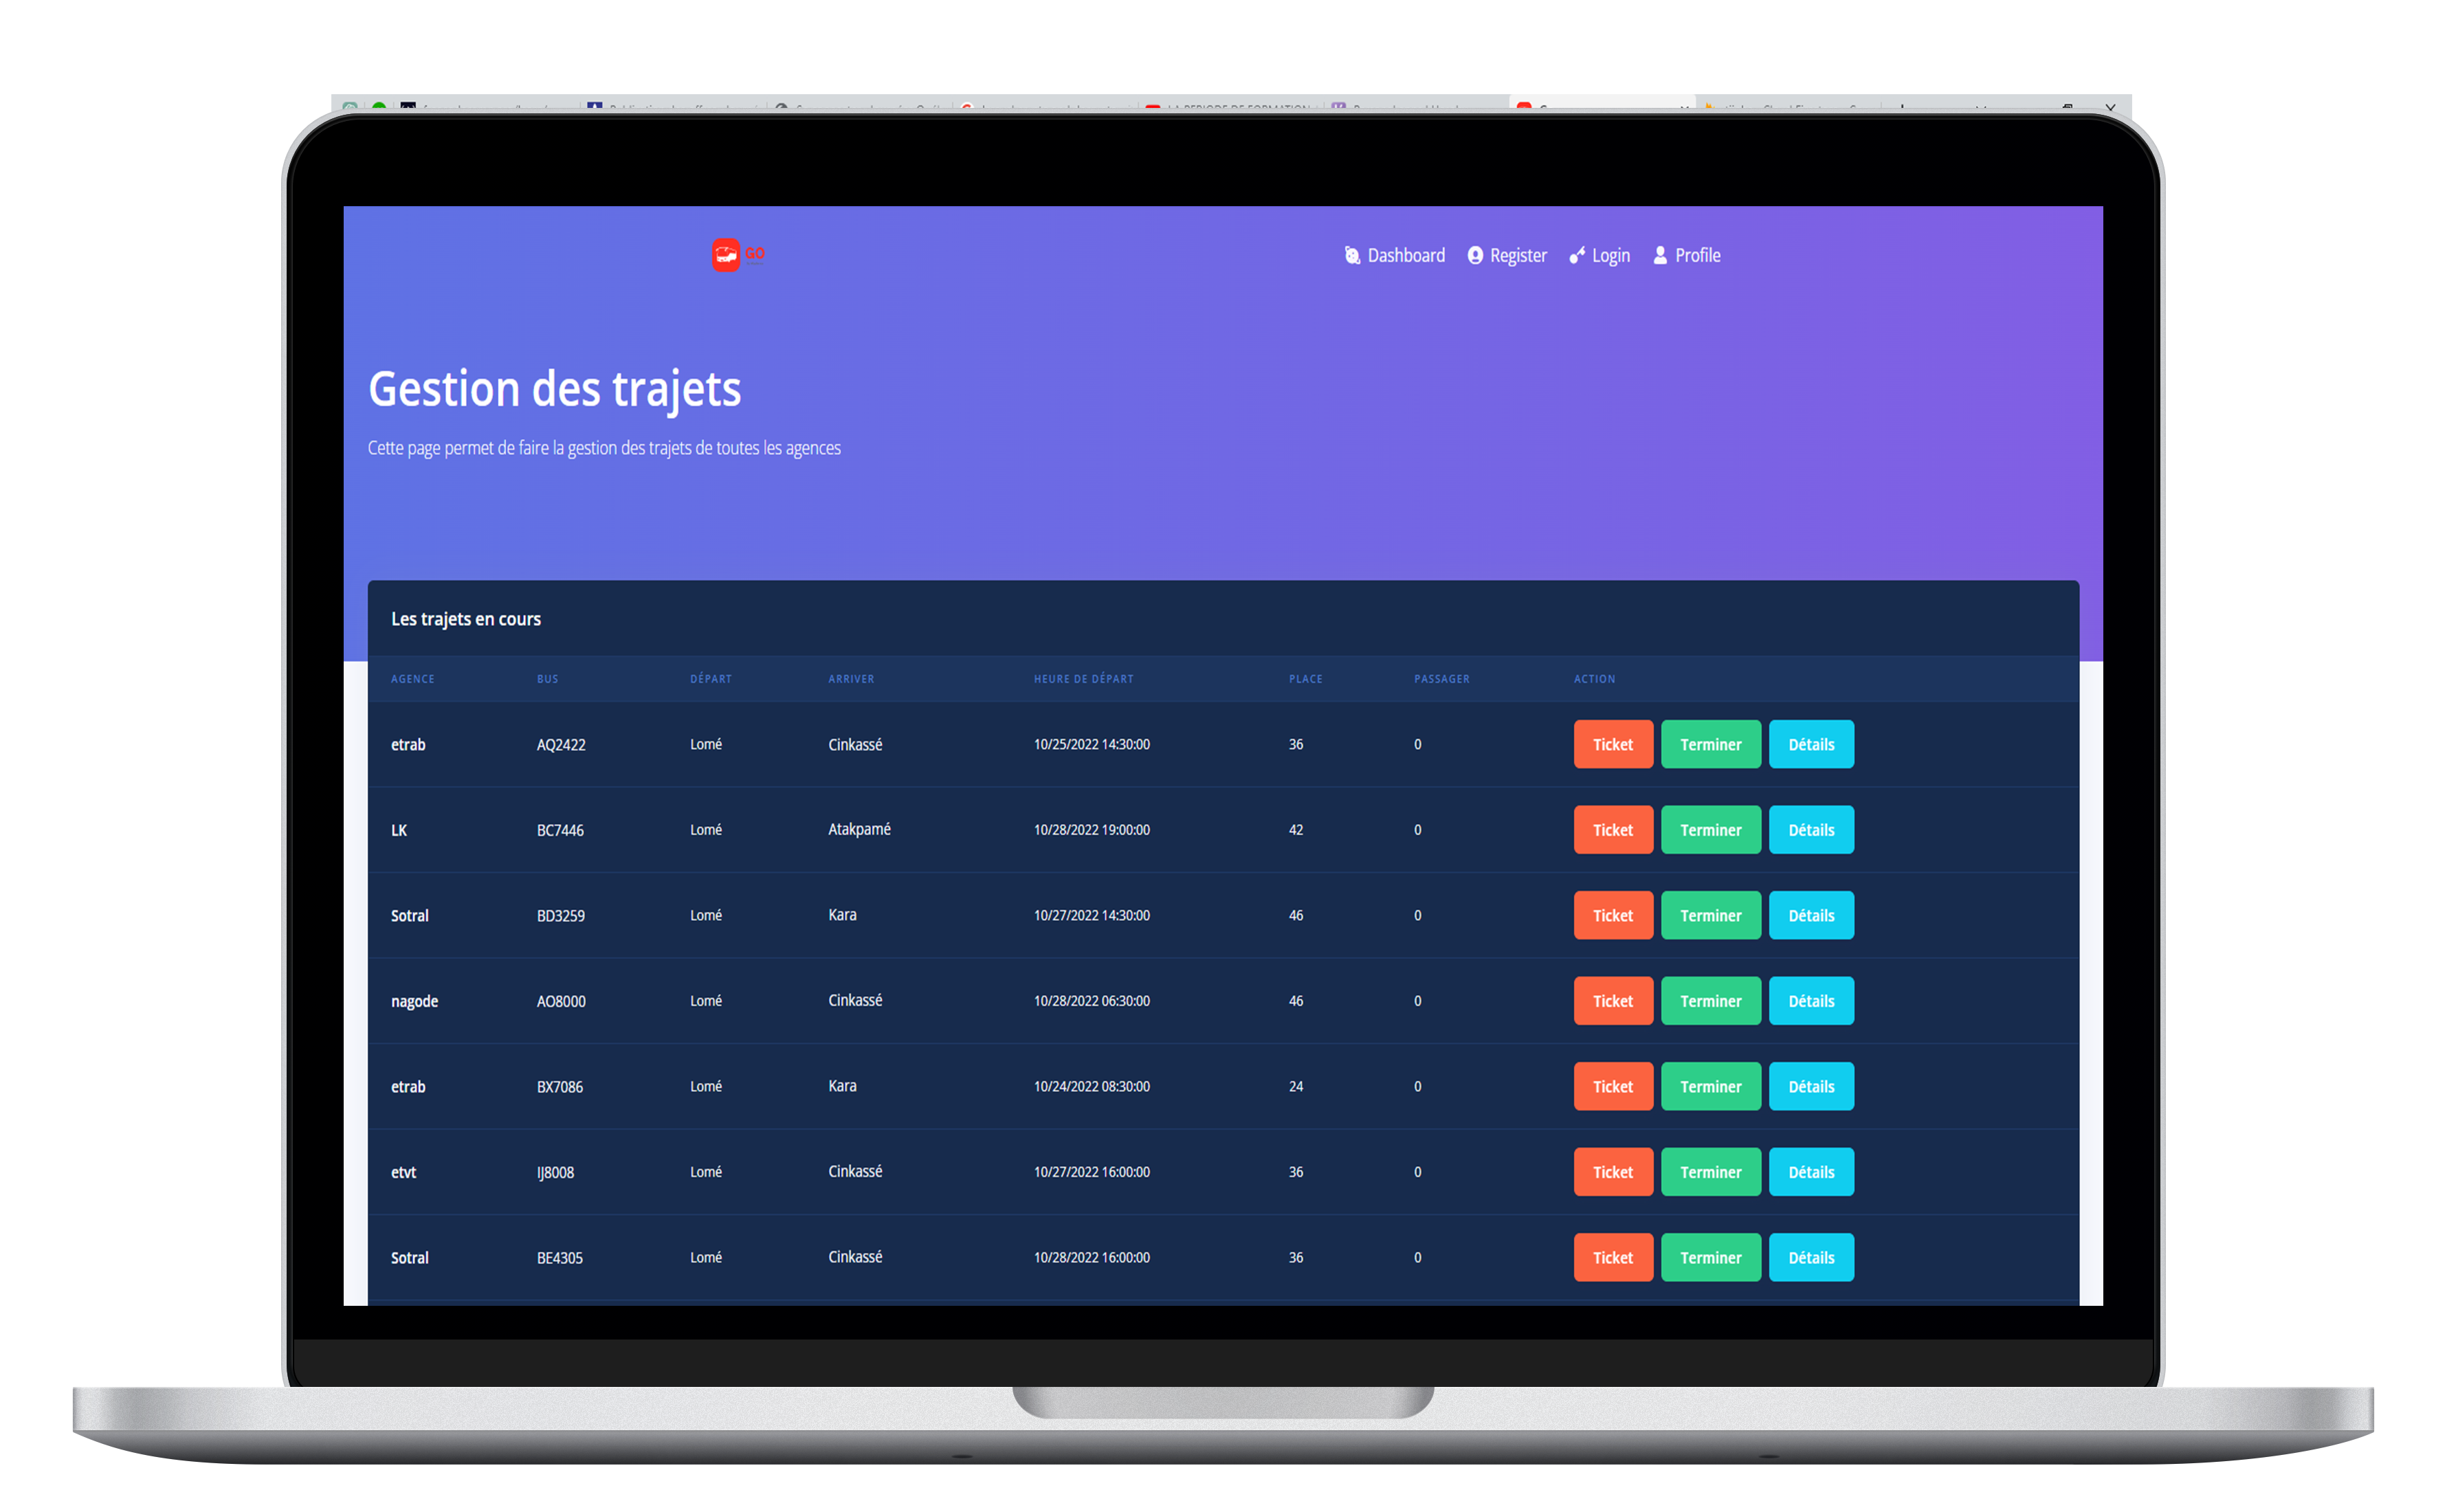 LA PERIODE DE FORMATION
GO
Dashboard Register Login Profile
Gestion des trajets
Cette page permet de faire la gestion des trajets de toutes les agences
Les trajets en cours
AGENCE BUS DÉPART ARRIVER HEURE DE DÉPART PLACE PASSAGER ACTION
etrab AQ2422 Lomé Cinkassé 10/25/2022 14:30:00 36 0 Ticket Terminer Détails
LK BC7446 Lomé Atakpamé 10/28/2022 19:00:00 42 0 Ticket Terminer Détails
Sotral BD3259 Lomé Kara 10/27/2022 14:30:00 46 0 Ticket Terminer Détails
nagode AO8000 Lomé Cinkassé 10/28/2022 06:30:00 46 0 Ticket Terminer Détails
etrab BX7086 Lomé Kara 10/24/2022 08:30:00 24 0 Ticket Terminer Détails
etvt IJ8008 Lomé Cinkassé 10/27/2022 16:00:00 36 0 Ticket Terminer Détails
Sotral BE4305 Lomé Cinkassé 10/28/2022 16:00:00 36 0 Ticket Terminer Détails